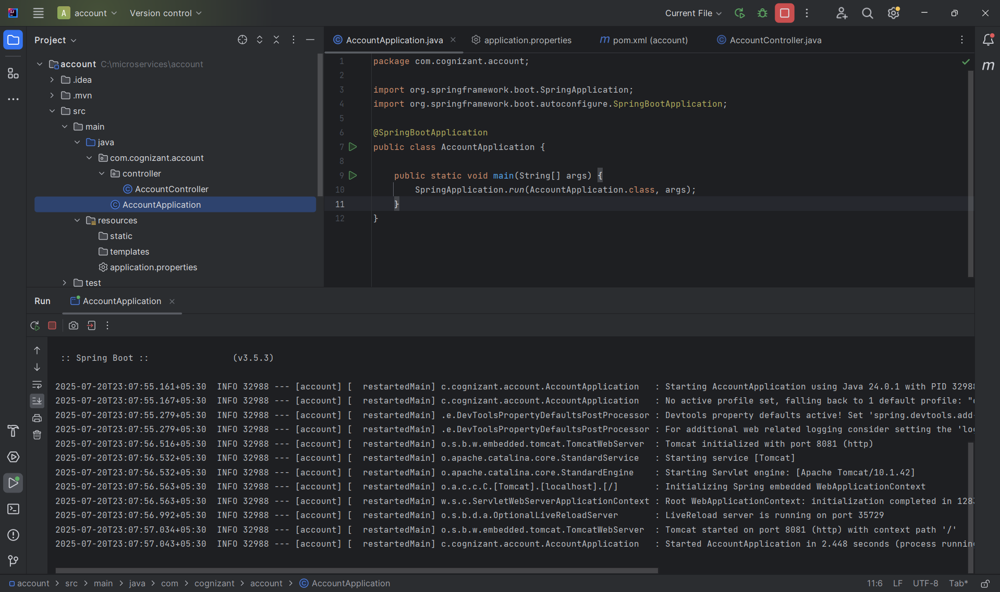 A account Version control Current File
Project
AccountApplication.java application.properties m pom.xml (account) AccountController.java
account C:\microservices\account
.idea
.mvn
src
main
java
com.cognizant.account
controller
AccountController
AccountApplication
resources
static
templates
application.properties
test
1 package com.cognizant.account;
2
3 import org.springframework.boot.SpringApplication;
4 import org.springframework.boot.autoconfigure.SpringBootApplication;
5
6 @SpringBootApplication
7 public class AccountApplication {
8
9 public static void main(String[] args) {
10 SpringApplication.run(AccountApplication.class, args);
11 }
12 }
Run AccountApplication
:: Spring Boot :: (v3.5.3)
2025-07-20T23:07:55.161+05:30 INFO 32988 --- [account] [ restartedMain] c.cognizant.account.AccountApplication : Starting AccountApplication using Java 24.0.1 with PID 32988
2025-07-20T23:07:55.167+05:30 INFO 32988 --- [account] [ restartedMain] c.cognizant.account.AccountApplication : No active profile set, falling back to 1 default profile: "d
2025-07-20T23:07:55.279+05:30 INFO 32988 --- [account] [ restartedMain] .e.DevToolsPropertyDefaultsPostProcessor : Devtools property defaults active! Set 'spring.devtools.add-
2025-07-20T23:07:55.279+05:30 INFO 32988 --- [account] [ restartedMain] .e.DevToolsPropertyDefaultsPostProcessor : For additional web related logging consider setting the 'log
2025-07-20T23:07:56.516+05:30 INFO 32988 --- [account] [ restartedMain] o.s.b.w.embedded.tomcat.TomcatWebServer : Tomcat initialized with port 8081 (http)
2025-07-20T23:07:56.532+05:30 INFO 32988 --- [account] [ restartedMain] o.apache.catalina.core.StandardService : Starting service [Tomcat]
2025-07-20T23:07:56.532+05:30 INFO 32988 --- [account] [ restartedMain] o.apache.catalina.core.StandardEngine : Starting Servlet engine: [Apache Tomcat/10.1.42]
2025-07-20T23:07:56.563+05:30 INFO 32988 --- [account] [ restartedMain] o.a.c.c.C.[Tomcat].[localhost].[/] : Initializing Spring embedded WebApplicationContext
2025-07-20T23:07:56.563+05:30 INFO 32988 --- [account] [ restartedMain] w.s.c.ServletWebServerApplicationContext : Root WebApplicationContext: initialization completed in 1283
2025-07-20T23:07:56.992+05:30 INFO 32988 --- [account] [ restartedMain] o.s.b.d.a.OptionalLiveReloadServer : LiveReload server is running on port 35729
2025-07-20T23:07:57.034+05:30 INFO 32988 --- [account] [ restartedMain] o.s.b.w.embedded.tomcat.TomcatWebServer : Tomcat started on port 8081 (http) with context path '/'
2025-07-20T23:07:57.043+05:30 INFO 32988 --- [account] [ restartedMain] c.cognizant.account.AccountApplication : Started AccountApplication in 2.448 seconds (process running
account > src > main > java > com > cognizant > account > AccountApplication 11:6 LF UTF-8 Tab*